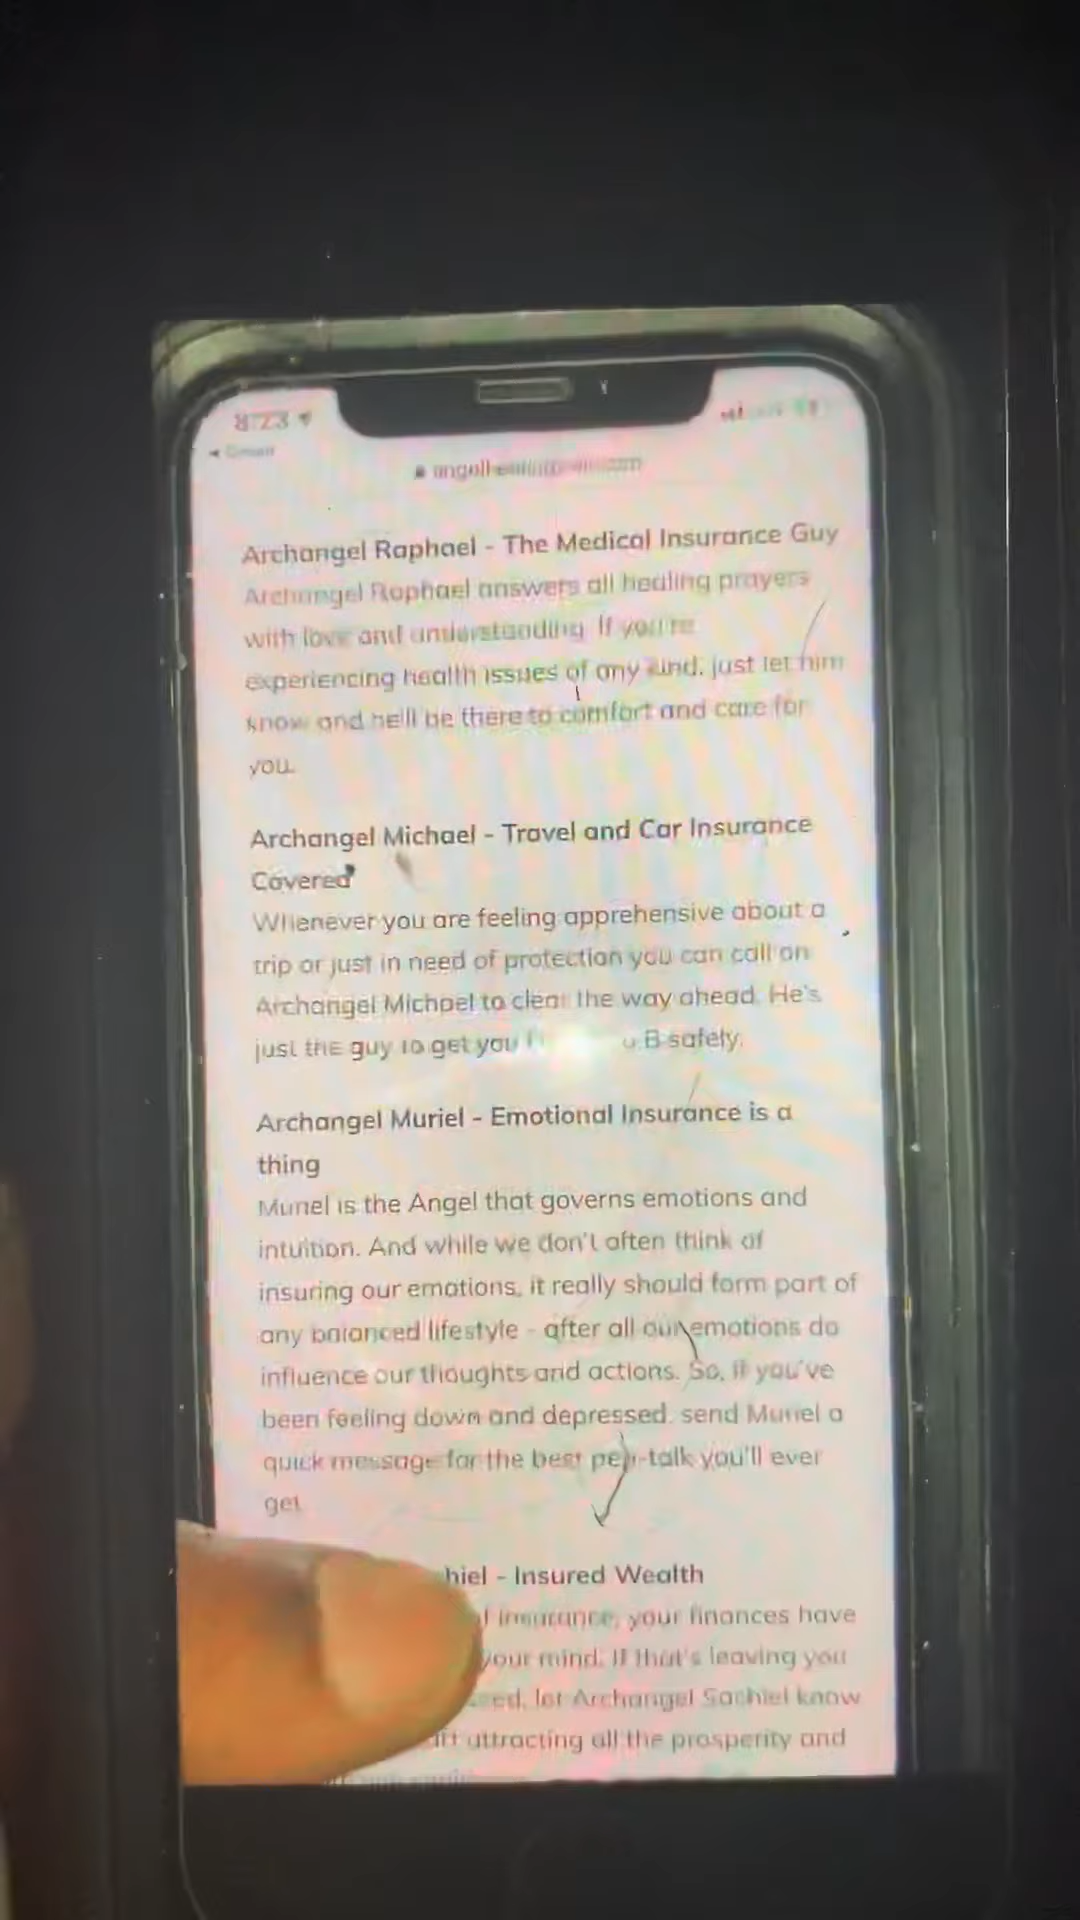 8:23
Archangel Raphael - The Medical Insurance Guy
Archangel Raphael answers all healing prayers
with love and understanding. If you're
experiencing health issues of any kind, just let him
know and he'll be there to comfort and care for
you.
Archangel Michael - Travel and Car Insurance
Covered
Whenever you are feeling apprehensive about a
trip or just in need of protection you can call on
Archangel Michael to clear the way ahead. He's
just the guy to get you B safely.
Archangel Muriel - Emotional Insurance is a
thing
Muriel is the Angel that governs emotions and
intuition. And while we don't often think of
insuring our emotions, it really should form part of
any balanced lifestyle - after all our emotions do
influence our thoughts and actions. So, if you've
been feeling down and depressed, send Muriel a
quick message for the best pep-talk you'll ever
get
hiel - Insured Wealth
insurance, your finances have
your mind. If that's leaving you
let Archangel Sachiel know
attracting all the prosperity and